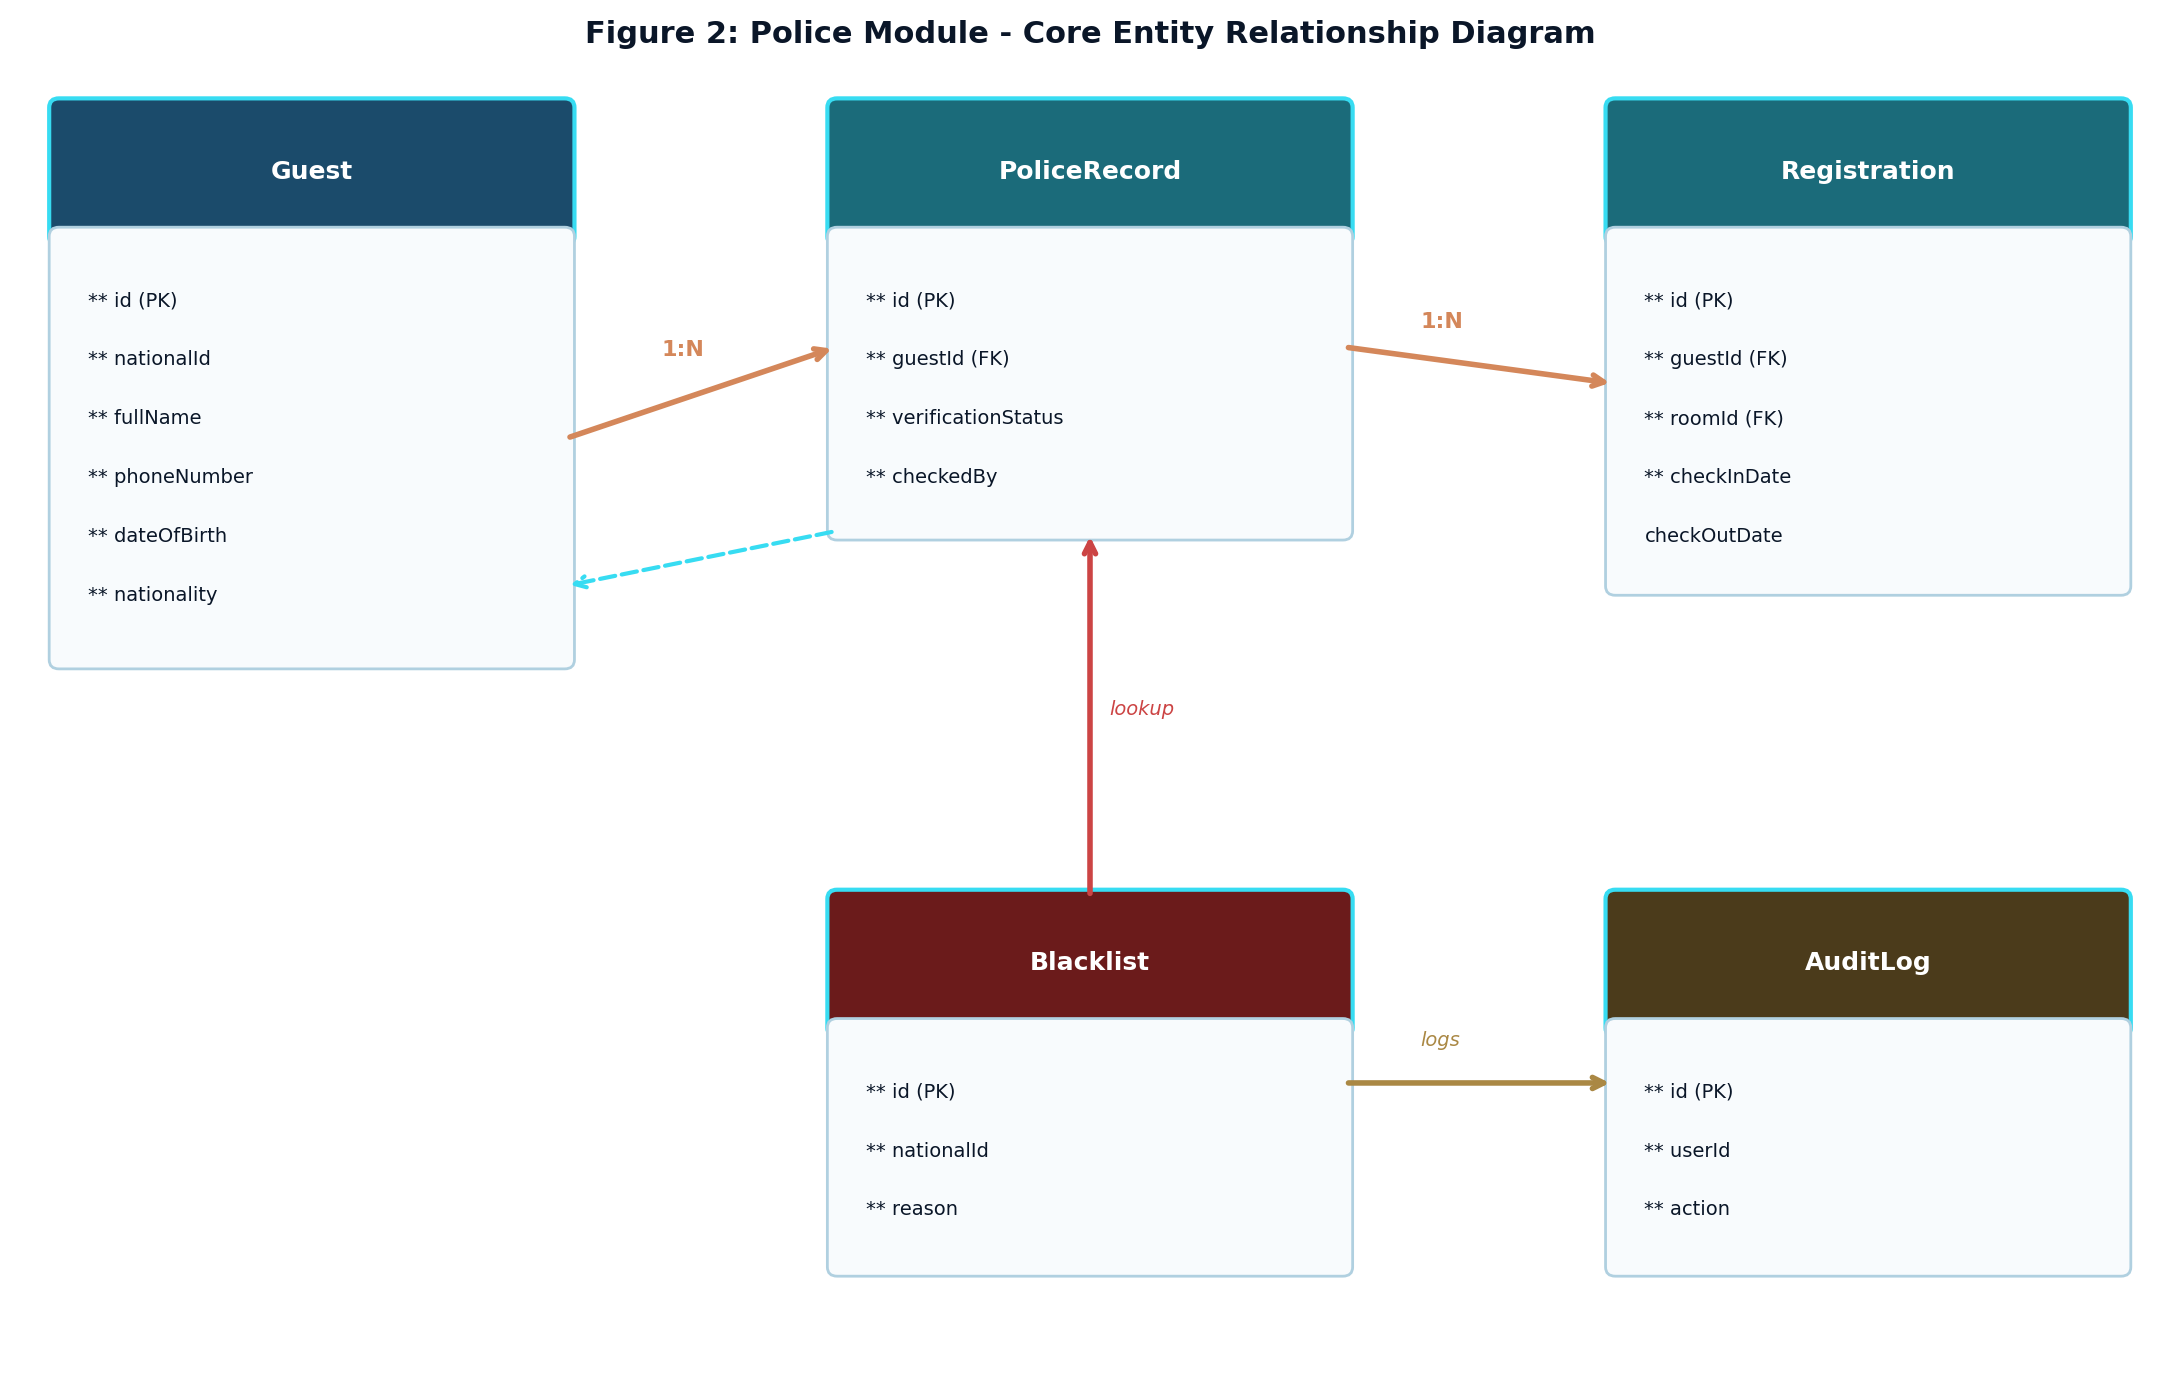 Figure 2: Police Module - Core Entity Relationship Diagram
Guest
** id (PK)
** nationalId
** fullName
** phoneNumber
** dateOfBirth
** nationality
1:N
PoliceRecord
** id (PK)
** guestId (FK)
** verificationStatus
** checkedBy
1:N
Registration
** id (PK)
** guestId (FK)
** roomId (FK)
** checkInDate
checkOutDate
lookup
Blacklist
** id (PK)
** nationalId
** reason
logs
AuditLog
** id (PK)
** userId
** action